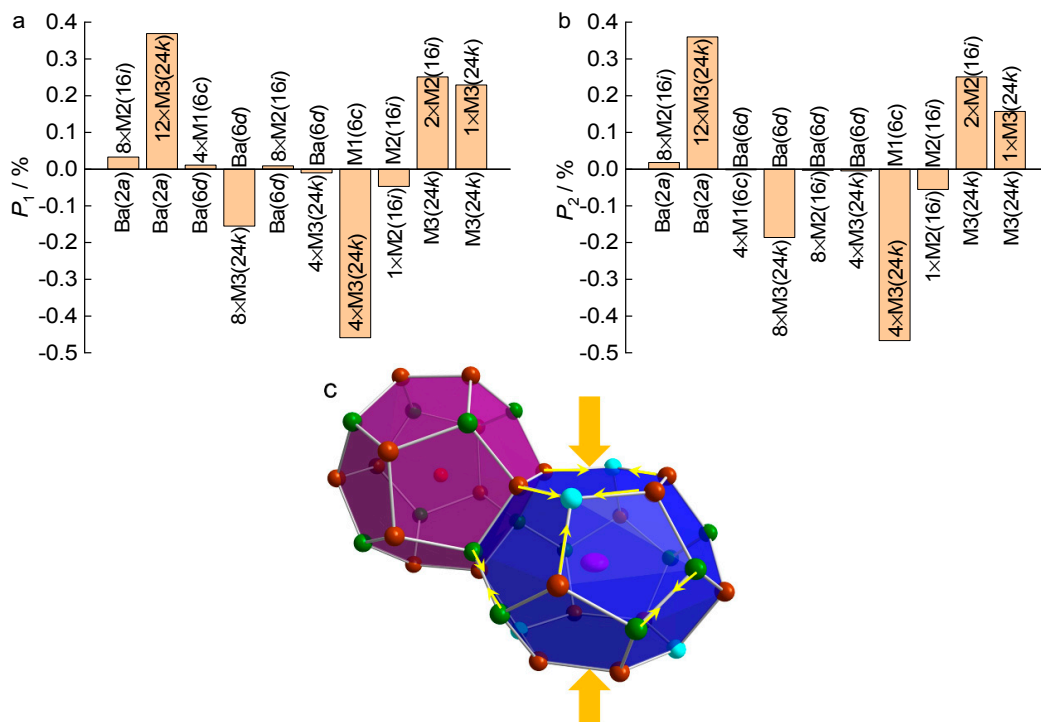 a
P1 / %
0.4
0.3
0.2
0.1
0.0
-0.1
-0.2
-0.3
-0.4
-0.5
8×M2(16i)
Ba(2a)
12×M3(24k)
Ba(2a)
4×M1(6c)
Ba(6d)
Ba(6d)
8×M3(24k)
8×M2(16i)
Ba(6d)
Ba(6d)
4×M3(24k)
M1(6c)
4×M3(24k)
M2(16i)
1×M2(16i)
2×M2(16i)
M3(24k)
1×M3(24k)
M3(24k)
b
P2 / %
0.4
0.3
0.2
0.1
0.0
-0.1
-0.2
-0.3
-0.4
-0.5
8×M2(16i)
Ba(2a)
12×M3(24k)
Ba(2a)
Ba(6d)
4×M1(6c)
Ba(6d)
8×M3(24k)
Ba(6d)
8×M2(16i)
Ba(6d)
4×M3(24k)
M1(6c)
4×M3(24k)
M2(16i)
1×M2(16i)
2×M2(16i)
M3(24k)
1×M3(24k)
M3(24k)
c